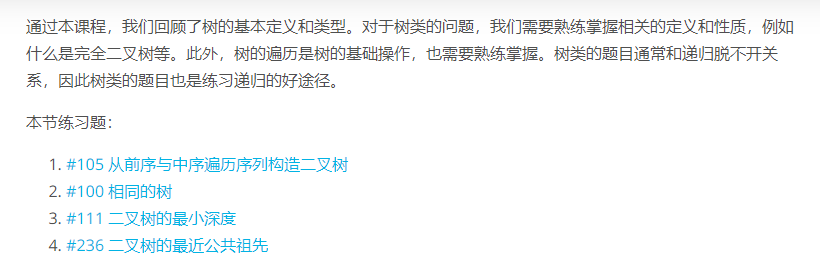 通过本课程，我们回顾了树的基本定义和类型。对于树类的问题，我们需要熟练掌握相关的定义和性质，例如
什么是完全二叉树等。此外，树的遍历是树的基础操作，也需要熟练掌握。树类的题目通常和递归脱不开关
系，因此树类的题目也是练习递归的好途径。
本节练习题：
1. #105 从前序与中序遍历序列构造二叉树
2. #100 相同的树
3. #111 二叉树的最小深度
4. #236 二叉树的最近公共祖先